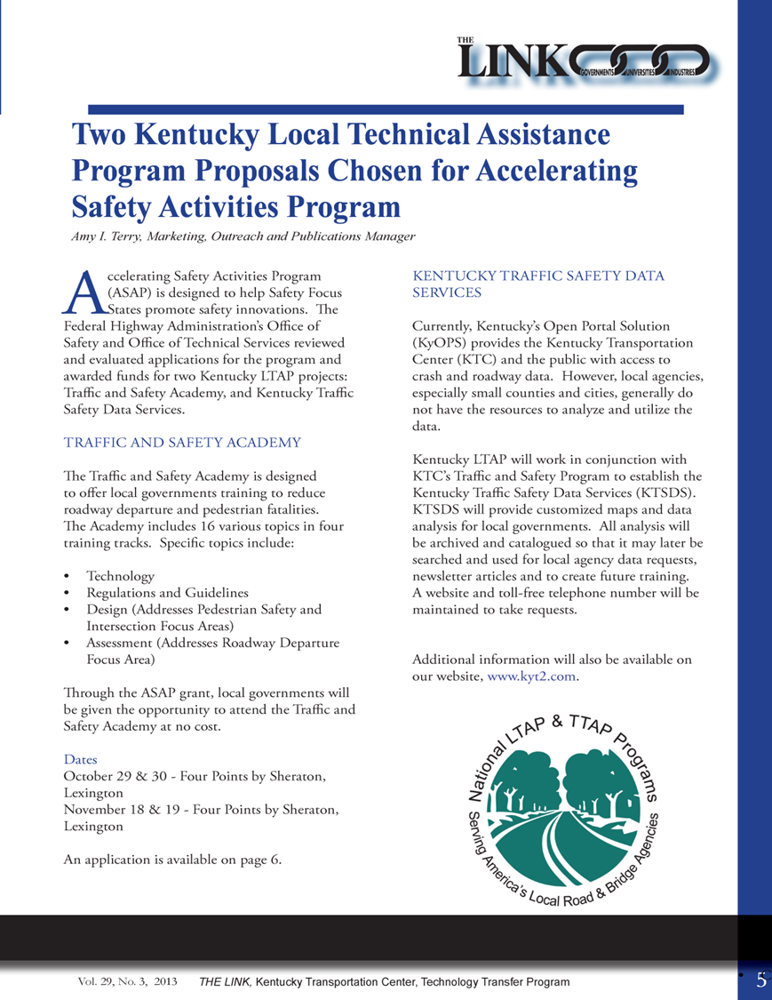 THE
LINK GOVERNMENTS UNIVERSITIES INDUSTRIES
Two Kentucky Local Technical Assistance
Program Proposals Chosen for Accelerating
Safety Activities Program
Amy I. Terry, Marketing, Outreach and Publications Manager
Accelerating Safety Activities Program
(ASAP) is designed to help Safety Focus
States promote safety innovations.  The
Federal Highway Administration’s Office of
Safety and Office of Technical Services reviewed
and evaluated applications for the program and
awarded funds for two Kentucky LTAP projects:
Traffic and Safety Academy, and Kentucky Traffic
Safety Data Services.
TRAFFIC AND SAFETY ACADEMY
The Traffic and Safety Academy is designed
to offer local governments training to reduce
roadway departure and pedestrian fatalities.
The Academy includes 16 various topics in four
training tracks.  Specific topics include:
• Technology
• Regulations and Guidelines
• Design (Addresses Pedestrian Safety and
Intersection Focus Areas)
• Assessment (Addresses Roadway Departure
Focus Area)
Through the ASAP grant, local governments will
be given the opportunity to attend the Traffic and
Safety Academy at no cost.
Dates
October 29 & 30 - Four Points by Sheraton,
Lexington
November 18 & 19 - Four Points by Sheraton,
Lexington
An application is available on page 6.
KENTUCKY TRAFFIC SAFETY DATA
SERVICES
Currently, Kentucky’s Open Portal Solution
(KyOPS) provides the Kentucky Transportation
Center (KTC) and the public with access to
crash and roadway data.  However, local agencies,
especially small counties and cities, generally do
not have the resources to analyze and utilize the
data.
Kentucky LTAP will work in conjunction with
KTC’s Traffic and Safety Program to establish the
Kentucky Traffic Safety Data Services (KTSDS).
KTSDS will provide customized maps and data
analysis for local governments.  All analysis will
be archived and catalogued so that it may later be
searched and used for local agency data requests,
newsletter articles and to create future training.
A website and toll-free telephone number will be
maintained to take requests.
Additional information will also be available on
our website, www.kyt2.com.
National LTAP & TTAP Programs
Serving America's Local Road & Bridge Agencies
Vol. 29, No. 3,  2013 THE LINK, Kentucky Transportation Center, Technology Transfer Program
• 5